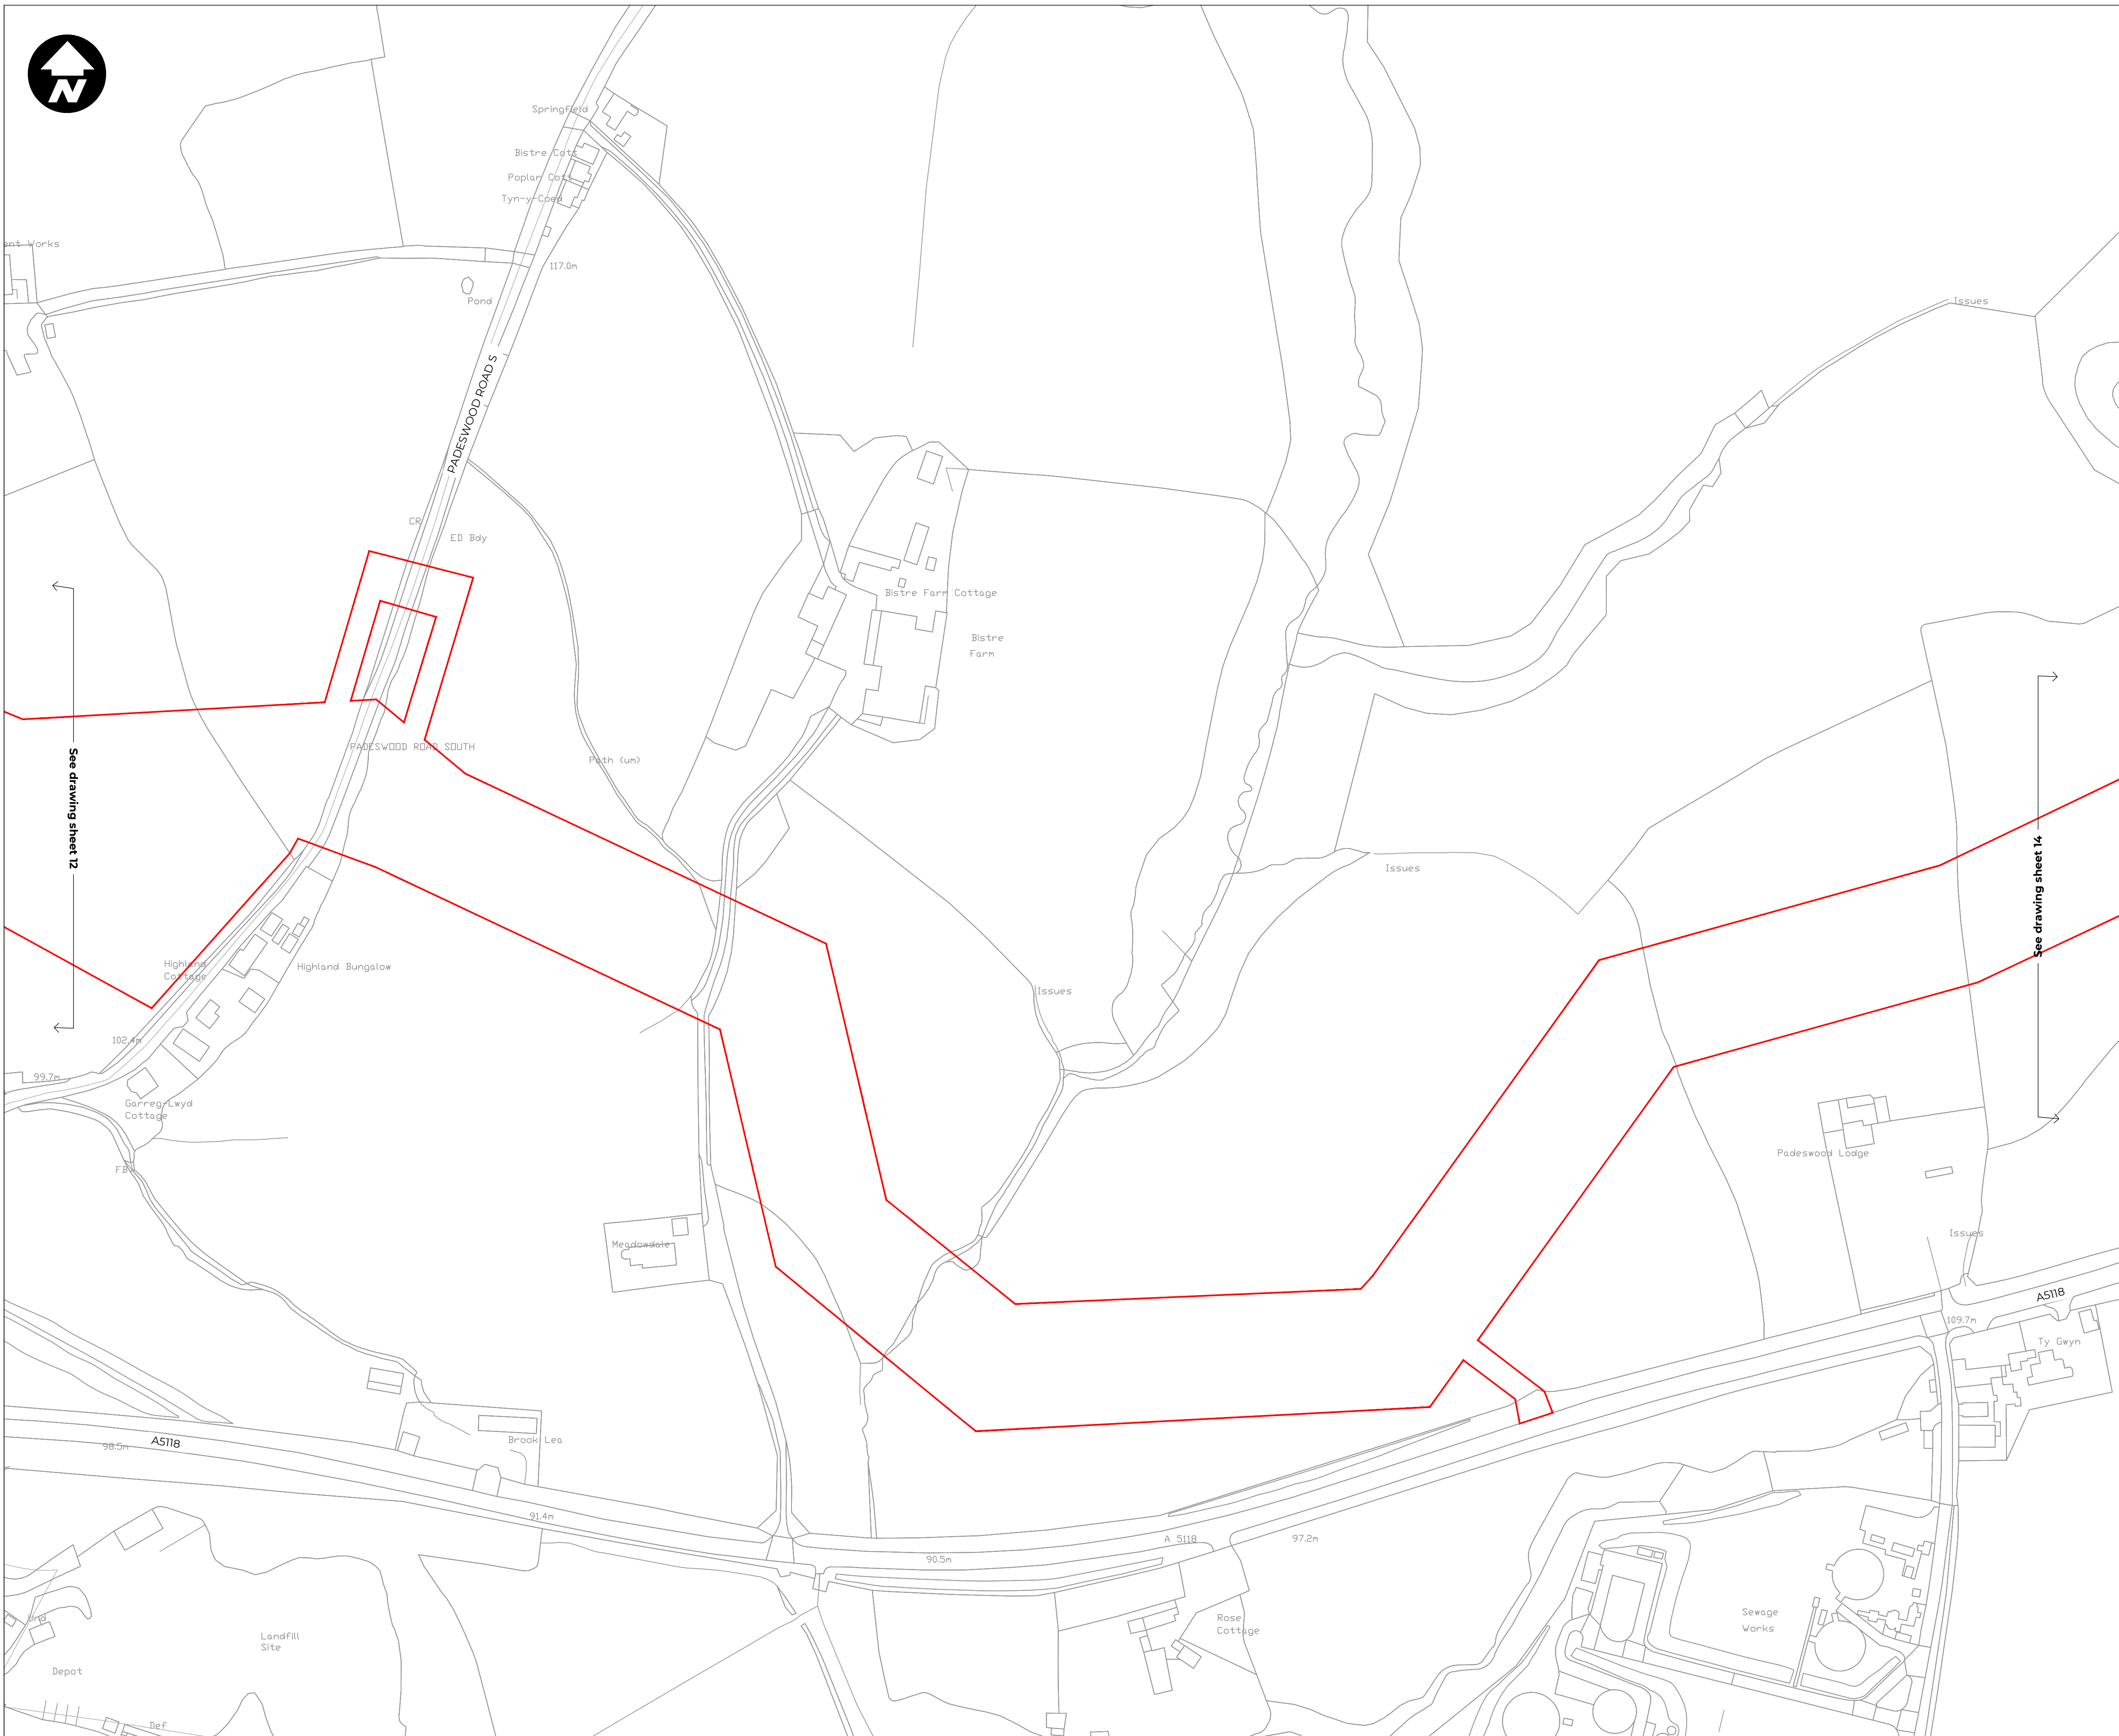 N
Springfield
Bistre Cott
Poplar Cott
Tyn-y-Coed
ent Works
117.0m
Pond
Issues
PADESWOOD ROAD S
CR
ED Bdy
Bistre Farm Cottage
Bistre
Farm
PADESWOOD ROAD SOUTH
Path (um)
See drawing sheet 12
See drawing sheet 14
Issues
Highland
Cottage
Highland Bungalow
Issues
102.4m
99.7m
Garreg-Lwyd
Cottage
Padeswood Lodge
FB
Issues
Meadowdale
A5118
109.7m
Ty Gwyn
A5118
98.5m
Brook Lea
91.4m
A 5118
97.2m
90.5m
Rose
Cottage
Sewage
Works
Landfill
Site
Depot
Def